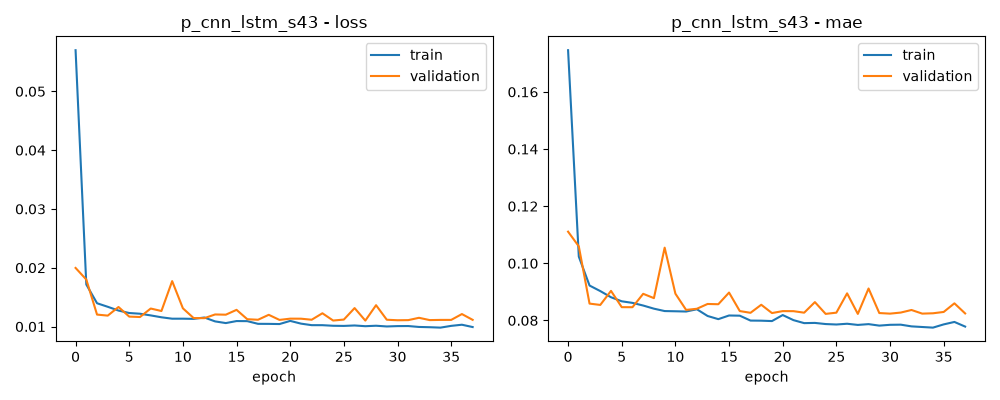 p_cnn_lstm_s43 - loss
train
validation
0.05
0.04
0.03
0.02
0.01
0 5 10 15 20 25 30 35
epoch
p_cnn_lstm_s43 - mae
train
validation
0.16
0.14
0.12
0.10
0.08
0 5 10 15 20 25 30 35
epoch